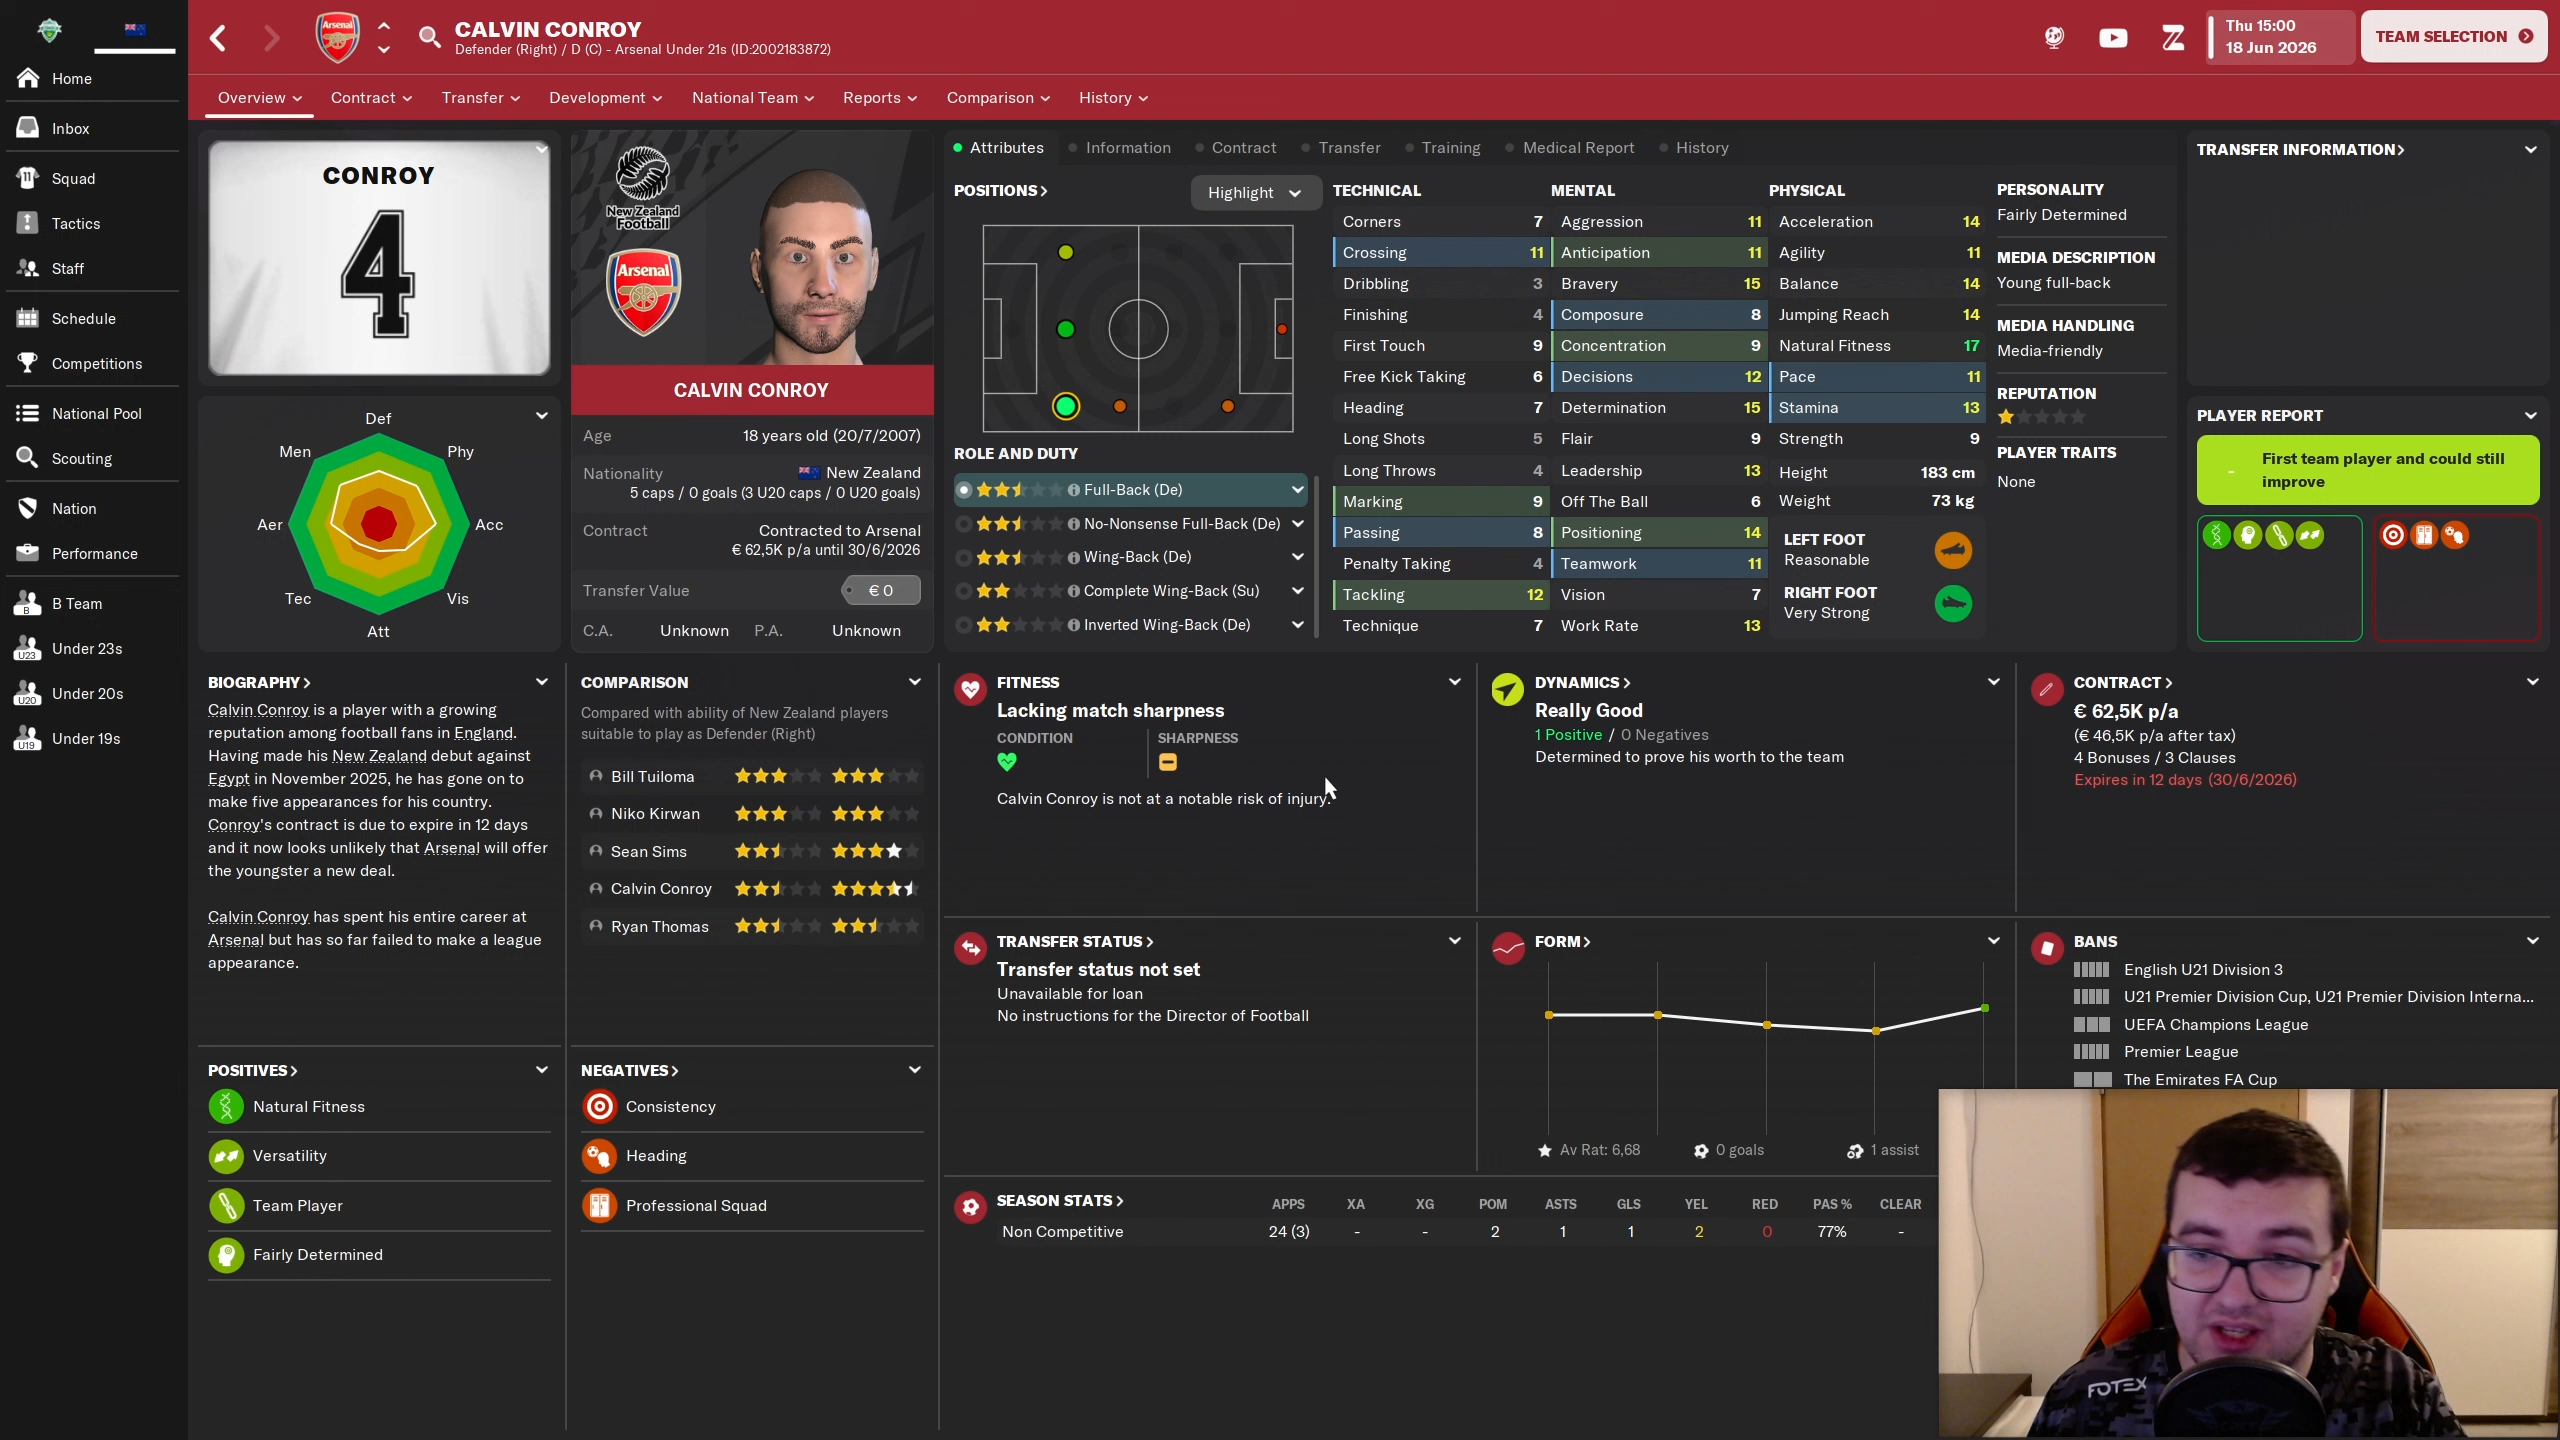 CALVIN CONROY
Defender (Right) / D (C) - Arsenal Under 21s (ID:2002183872)
Thu 15:00
18 Jun 2026
TEAM SELECTION
Home
Inbox
Squad
Tactics
Staff
Schedule
Competitions
National Pool
Scouting
Nation
Performance
B Team
Under 23s
Under 20s
Under 19s
B
U23
U20
U19
Overview
Contract
Transfer
Development
National Team
Reports
Comparison
History
CONROY
4
Def
Men
Phy
Aer
Acc
Tec
Vis
Att
New Zealand
Football
Arsenal
CALVIN CONROY
Age 18 years old (20/7/2007)
Nationality New Zealand
5 caps / 0 goals (3 U20 caps / 0 U20 goals)
Contract Contracted to Arsenal
€ 62,5K p/a until 30/6/2026
Transfer Value € 0
C.A. Unknown P.A. Unknown
Attributes Information Contract Transfer Training Medical Report History
POSITIONS
Highlight
ROLE AND DUTY
Full-Back (De)
No-Nonsense Full-Back (De)
Wing-Back (De)
Complete Wing-Back (Su)
Inverted Wing-Back (De)
TECHNICAL
Corners 7
Crossing 11
Dribbling 3
Finishing 4
First Touch 9
Free Kick Taking 6
Heading 7
Long Shots 5
Long Throws 4
Marking 9
Passing 8
Penalty Taking 4
Tackling 12
Technique 7
MENTAL
Aggression 11
Anticipation 11
Bravery 15
Composure 8
Concentration 9
Decisions 12
Determination 15
Flair 9
Leadership 13
Off The Ball 6
Positioning 14
Teamwork 11
Vision 7
Work Rate 13
PHYSICAL
Acceleration 14
Agility 11
Balance 14
Jumping Reach 14
Natural Fitness 17
Pace 11
Stamina 13
Strength 9
Height 183 cm
Weight 73 kg
LEFT FOOT
Reasonable
RIGHT FOOT
Very Strong
PERSONALITY
Fairly Determined
MEDIA DESCRIPTION
Young full-back
MEDIA HANDLING
Media-friendly
REPUTATION
PLAYER TRAITS
None
TRANSFER INFORMATION
PLAYER REPORT
- First team player and could still
improve
BIOGRAPHY
Calvin Conroy is a player with a growing
reputation among football fans in England.
Having made his New Zealand debut against
Egypt in November 2025, he has gone on to
make five appearances for his country.
Conroy's contract is due to expire in 12 days
and it now looks unlikely that Arsenal will offer
the youngster a new deal.
Calvin Conroy has spent his entire career at
Arsenal but has so far failed to make a league
appearance.
COMPARISON
Compared with ability of New Zealand players
suitable to play as Defender (Right)
Bill Tuiloma
Niko Kirwan
Sean Sims
Calvin Conroy
Ryan Thomas
FITNESS
Lacking match sharpness
CONDITION SHARPNESS
Calvin Conroy is not at a notable risk of injury.
DYNAMICS
Really Good
1 Positive / 0 Negatives
Determined to prove his worth to the team
CONTRACT
€ 62,5K p/a
(€ 46,5K p/a after tax)
4 Bonuses / 3 Clauses
Expires in 12 days (30/6/2026)
TRANSFER STATUS
Transfer status not set
Unavailable for loan
No instructions for the Director of Football
FORM
Av Rat: 6,68 0 goals 1 assist
BANS
English U21 Division 3
U21 Premier Division Cup, U21 Premier Division Interna...
UEFA Champions League
Premier League
The Emirates FA Cup
POSITIVES
Natural Fitness
Versatility
Team Player
Fairly Determined
NEGATIVES
Consistency
Heading
Professional Squad
SEASON STATS APPS XA XG POM ASTS GLS YEL RED PAS % CLEAR
Non Competitive 24 (3) - - 2 1 1 2 0 77% -
FOTEX